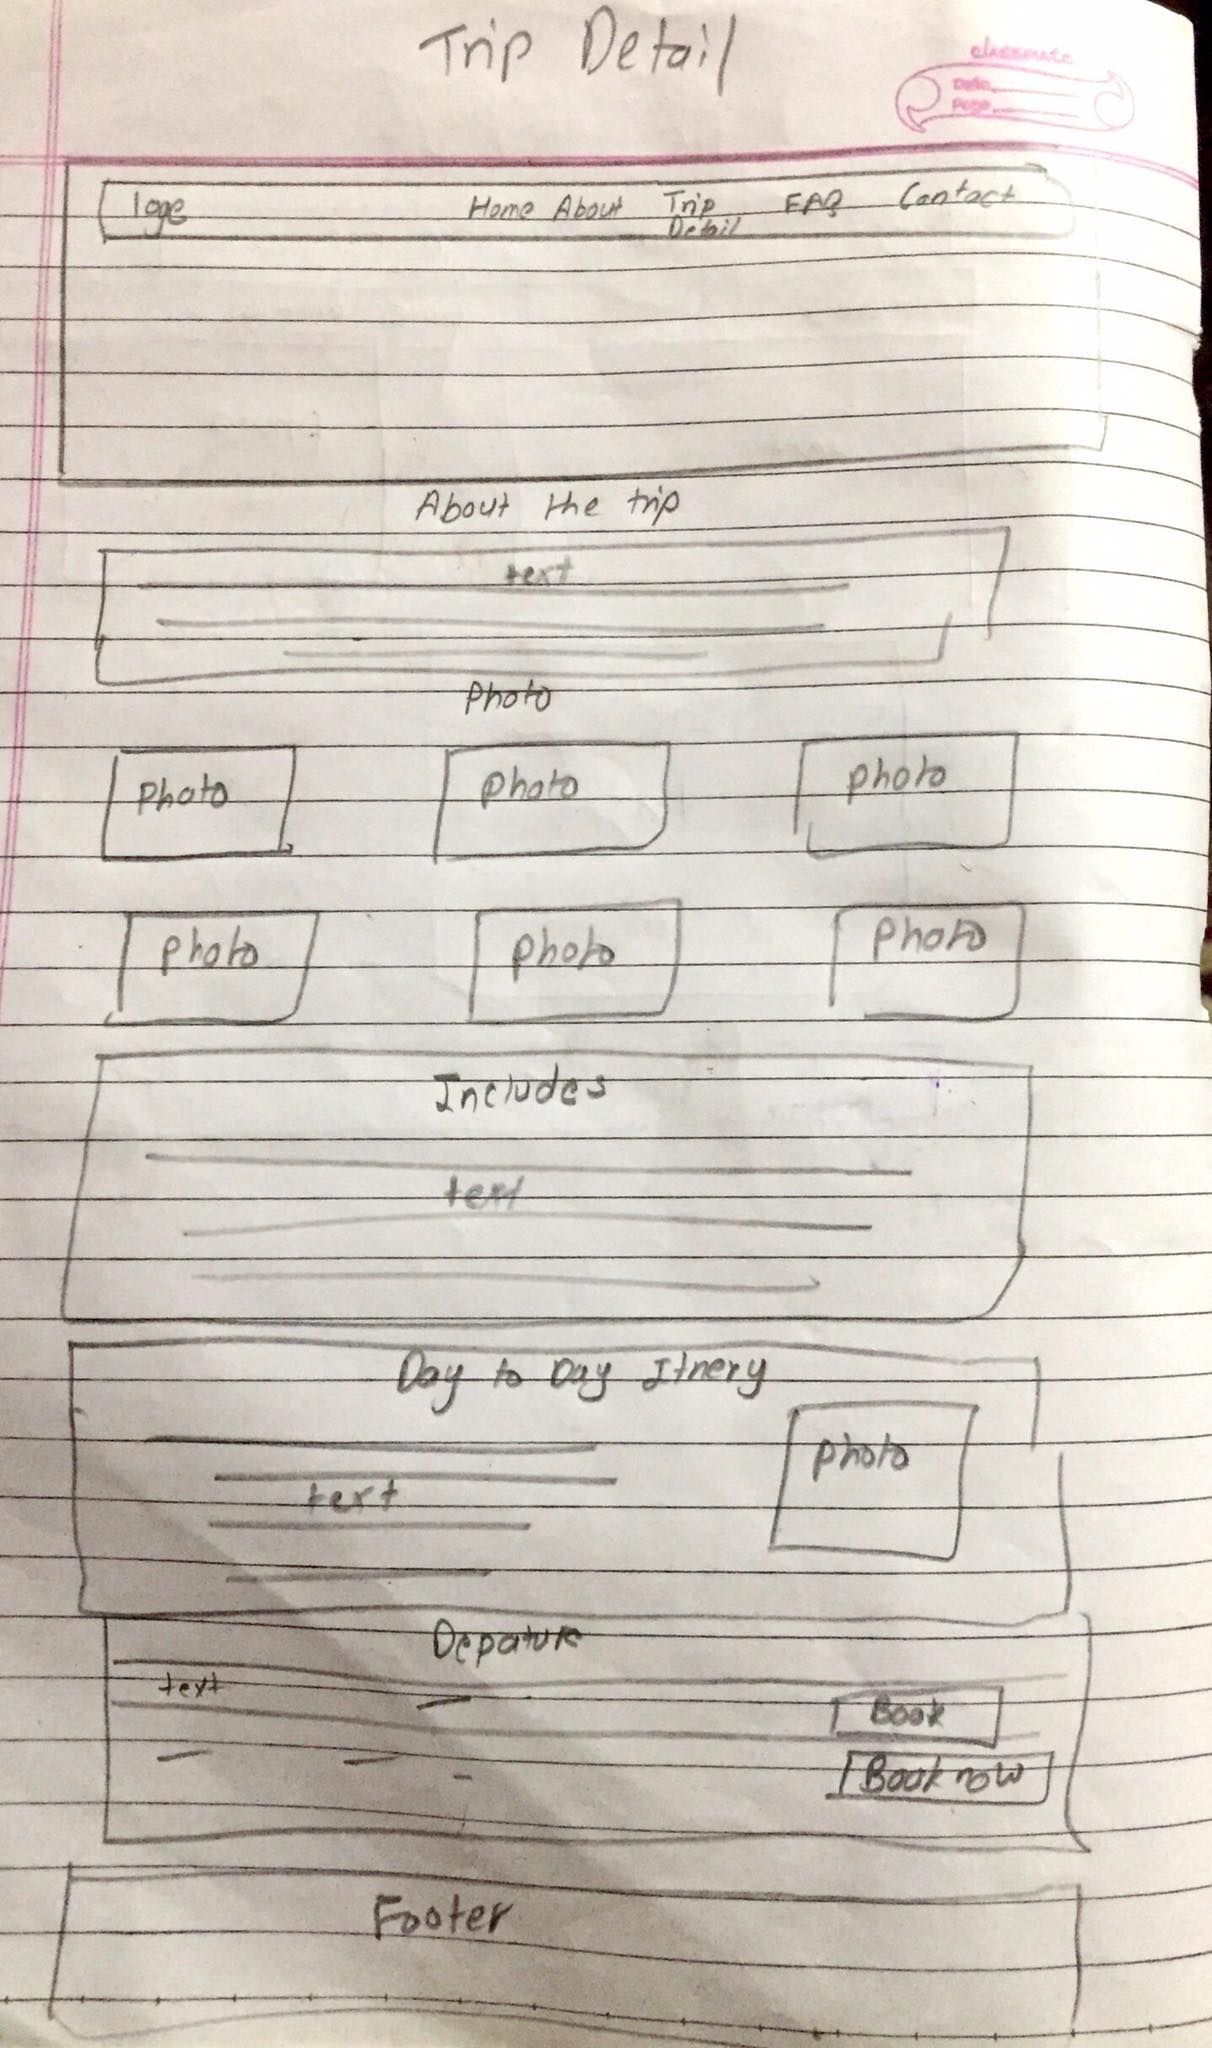 Trip Detail
classmate
Date
Page
loge Home About Trip Detail FAQ Contact
About the trip
text
Photo
Photo Photo Photo
Photo Photo Photo
Includes
text
Day to Day Itnery
Photo
text
Depature
text
Book
Book now
Footer